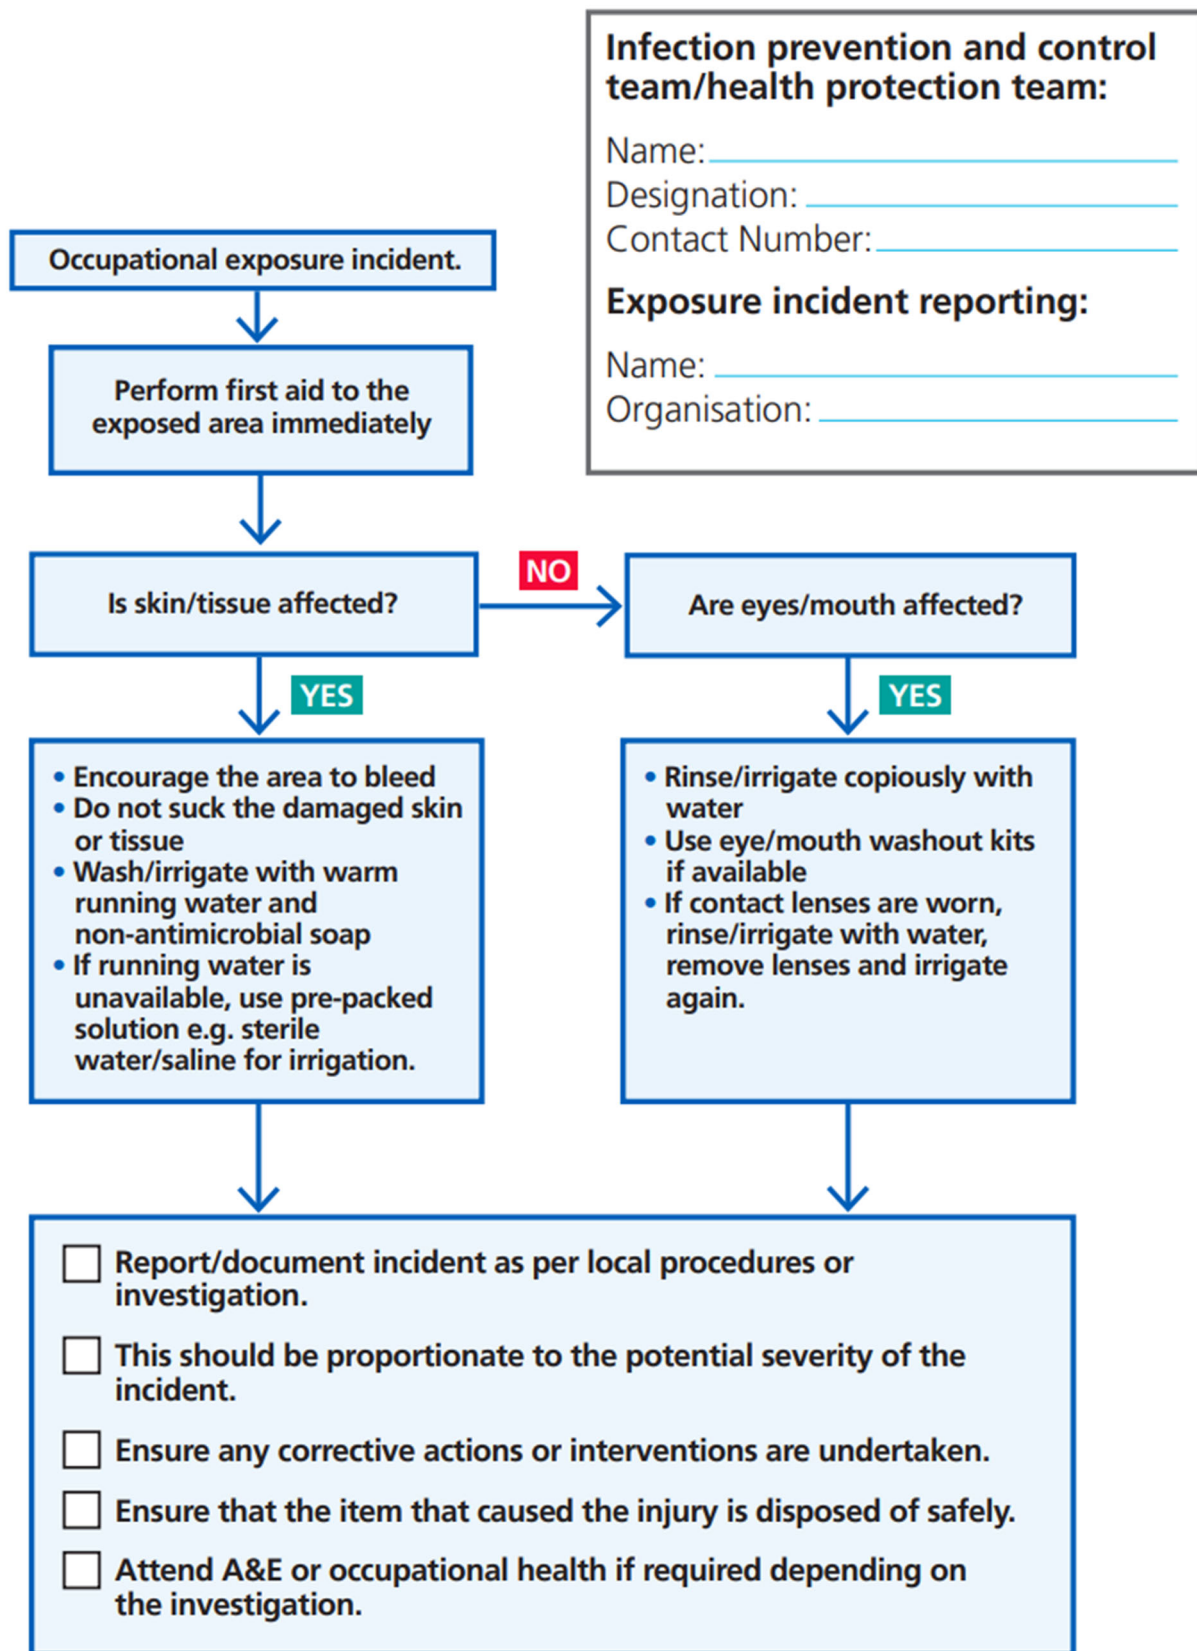 Infection prevention and control
team/health protection team:
Name:
Designation:
Contact Number:
Exposure incident reporting:
Name:
Organisation:
Occupational exposure incident.
Perform first aid to the
exposed area immediately
Is skin/tissue affected?
NO
Are eyes/mouth affected?
YES
• Encourage the area to bleed
• Do not suck the damaged skin
or tissue
• Wash/irrigate with warm
running water and
non-antimicrobial soap
• If running water is
unavailable, use pre-packed
solution e.g. sterile
water/saline for irrigation.
YES
• Rinse/irrigate copiously with
water
• Use eye/mouth washout kits
if available
• If contact lenses are worn,
rinse/irrigate with water,
remove lenses and irrigate
again.
Report/document incident as per local procedures or
investigation.
This should be proportionate to the potential severity of the
incident.
Ensure any corrective actions or interventions are undertaken.
Ensure that the item that caused the injury is disposed of safely.
Attend A&E or occupational health if required depending on
the investigation.